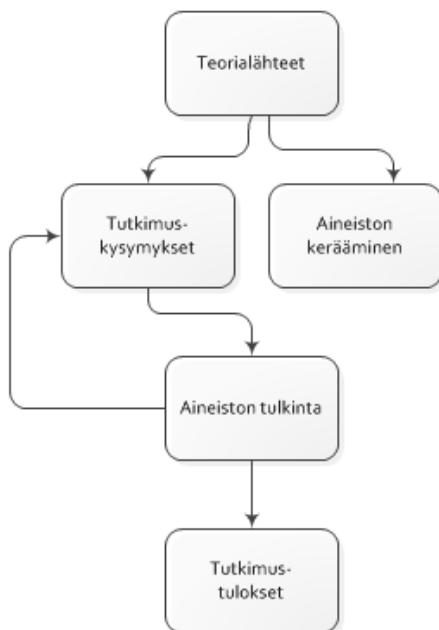 Teorialähteet
Tutkimus-
kysymykset
Aineiston
kerääminen
Aineiston tulkinta
Tutkimus-
tulokset